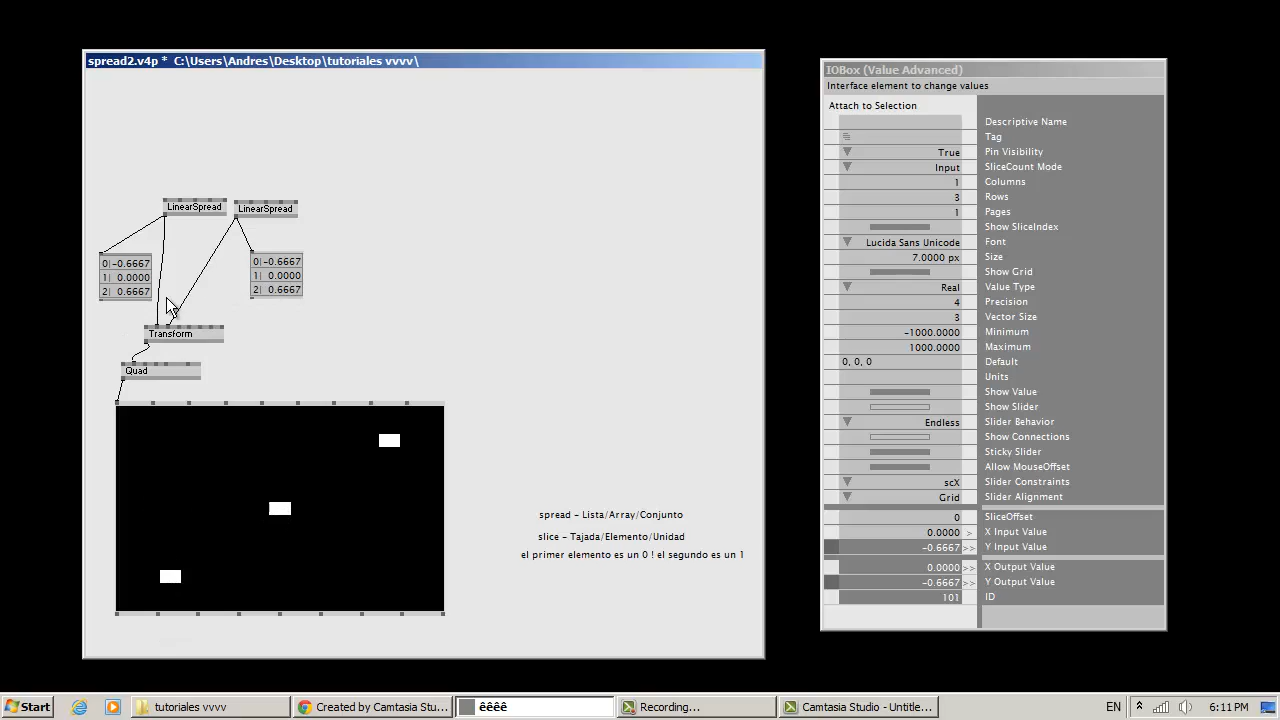 spread2.v4p *  C:\Users\Andres\Desktop\tutoriales vvvv\
LinearSpread
LinearSpread
0|-0.6667
1| 0.0000
2| 0.6667
0|-0.6667
1| 0.0000
2| 0.6667
Transform
Quad
spread - Lista/Array/Conjunto
slice - Tajada/Elemento/Unidad
el primer elemento es un 0 ! el segundo es un 1
IOBox (Value Advanced)
Interface element to change values
Attach to Selection
Descriptive Name
Tag
True Pin Visibility
Input SliceCount Mode
1 Columns
3 Rows
1 Pages
Show SliceIndex
Lucida Sans Unicode Font
7.0000 px Size
Show Grid
Real Value Type
4 Precision
3 Vector Size
-1000.0000 Minimum
1000.0000 Maximum
0, 0, 0 Default
Units
Show Value
Show Slider
Endless Slider Behavior
Show Connections
Sticky Slider
Allow MouseOffset
scX Slider Constraints
Grid Slider Alignment
0 SliceOffset
0.0000 > X Input Value
-0.6667 >> Y Input Value
0.0000 >> X Output Value
-0.6667 >> Y Output Value
101 ID
Start
tutoriales vvvv
Created by Camtasia Stu...
êêêê
Recording...
Camtasia Studio - Untitle...
EN
6:11 PM